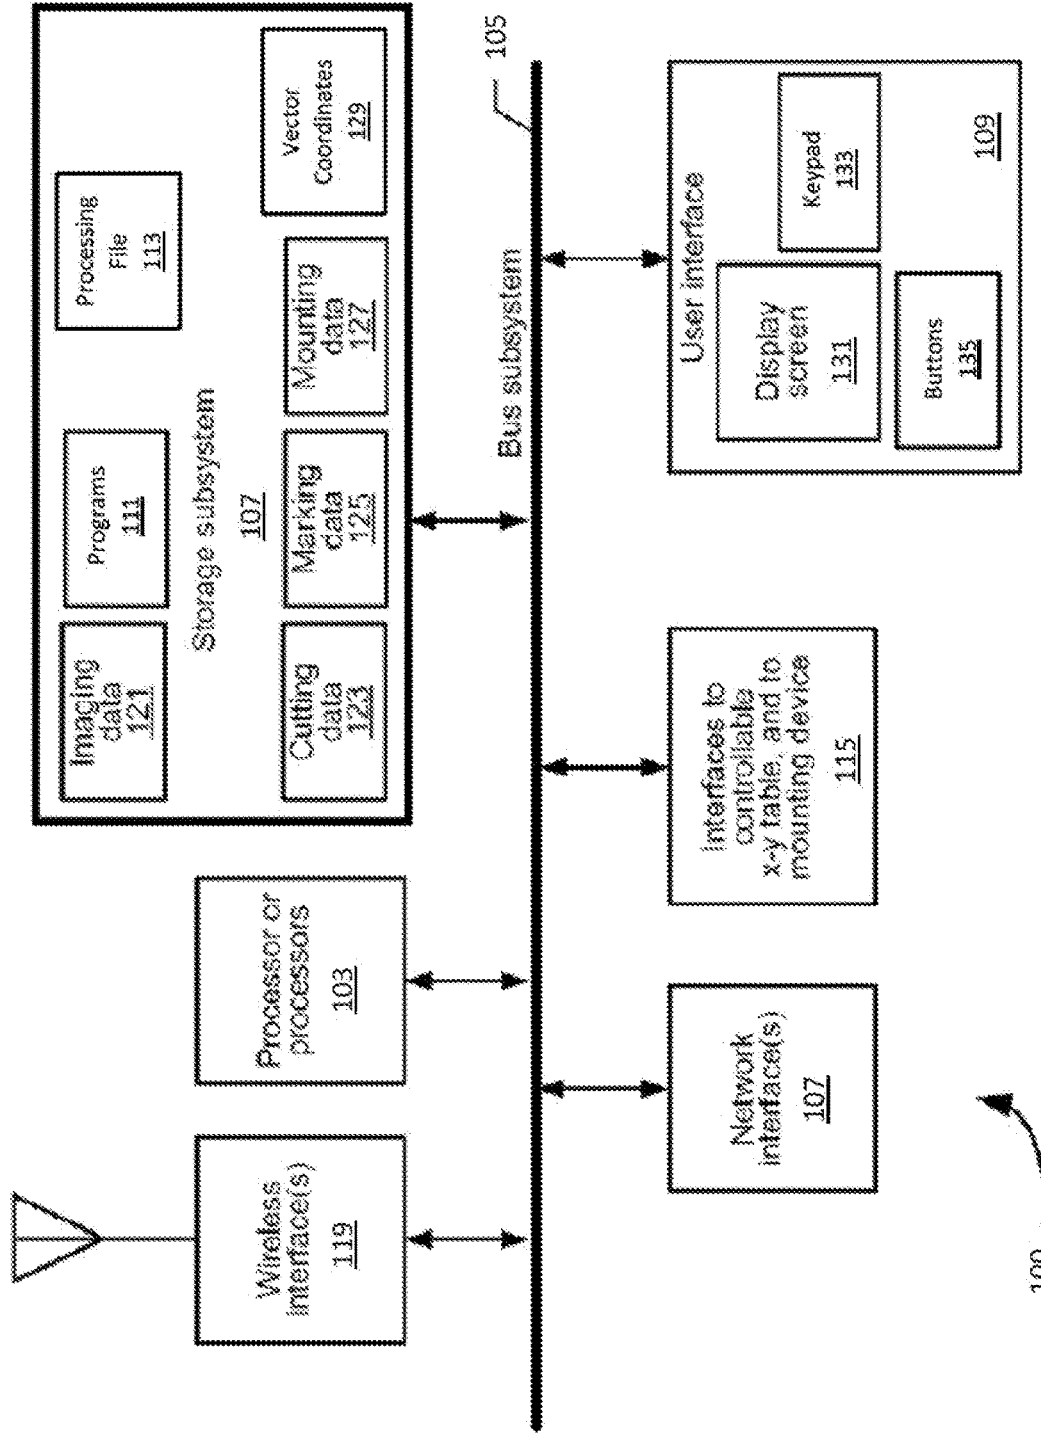 Wireless
interface(s)
119
Processor or
processors
103
Imaging
data
121
Programs
111
Processing
File
113
Storage subsystem
107
Cutting
data
123
Marking
data
125
Mounting
data
127
Vector
Coordinates
129
Bus subsystem
105
Network
interface(s)
107
Interfaces to
controllable
x-y table, and to
mounting device
115
User interface
Display
screen
131
Keypad
133
Buttons
135
109